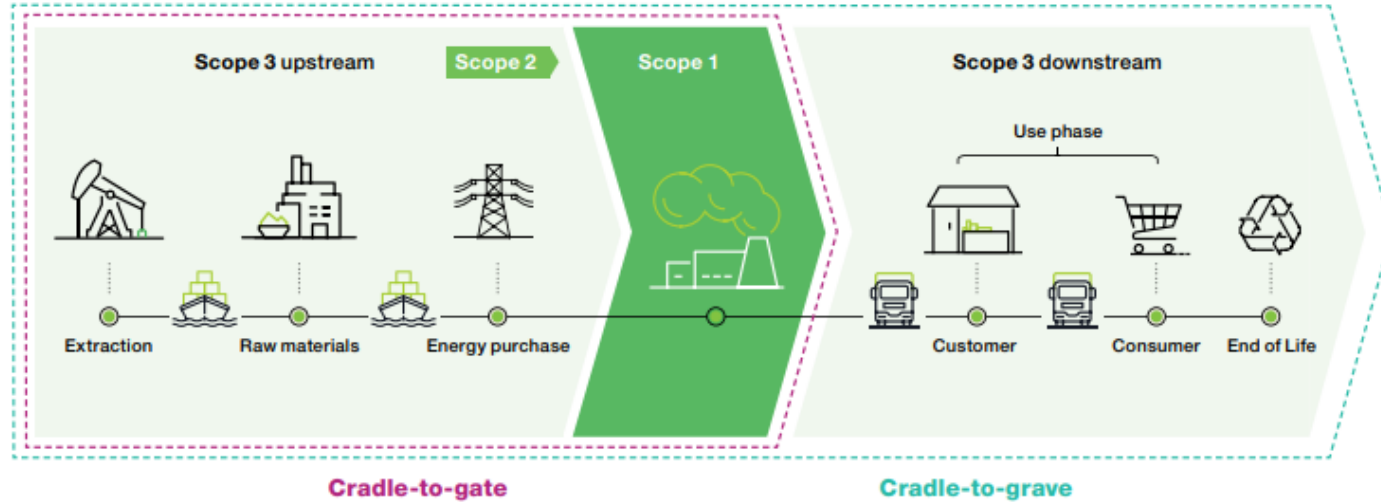 Scope 3 upstream
Scope 2
Scope 1
Scope 3 downstream
Use phase
Extraction
Raw materials
Energy purchase
Customer
Consumer
End of Life
Cradle-to-gate
Cradle-to-grave